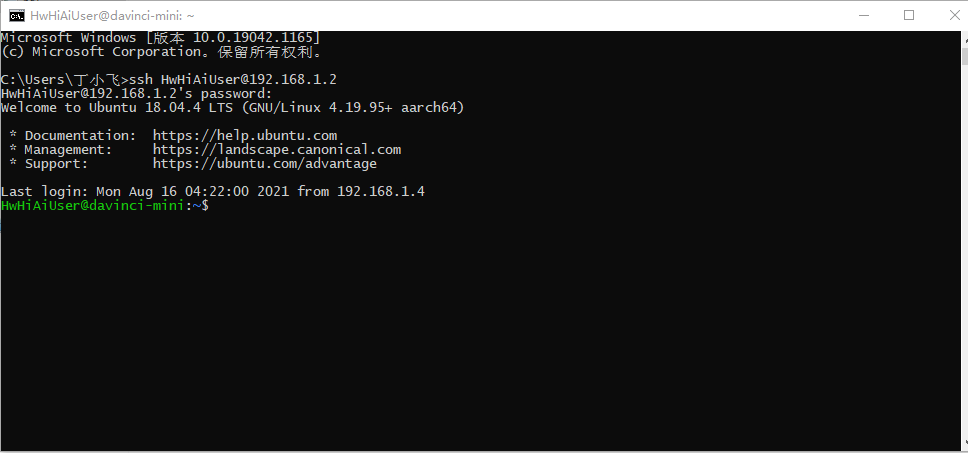 HwHiAiUser@davinci-mini: ~
Microsoft Windows [版本 10.0.19042.1165]
(c) Microsoft Corporation。保留所有权利。
C:\Users\丁小飞>ssh HwHiAiUser@192.168.1.2
HwHiAiUser@192.168.1.2's password:
Welcome to Ubuntu 18.04.4 LTS (GNU/Linux 4.19.95+ aarch64)
* Documentation:  https://help.ubuntu.com
* Management:     https://landscape.canonical.com
* Support:        https://ubuntu.com/advantage
Last login: Mon Aug 16 04:22:00 2021 from 192.168.1.4
HwHiAiUser@davinci-mini:~$